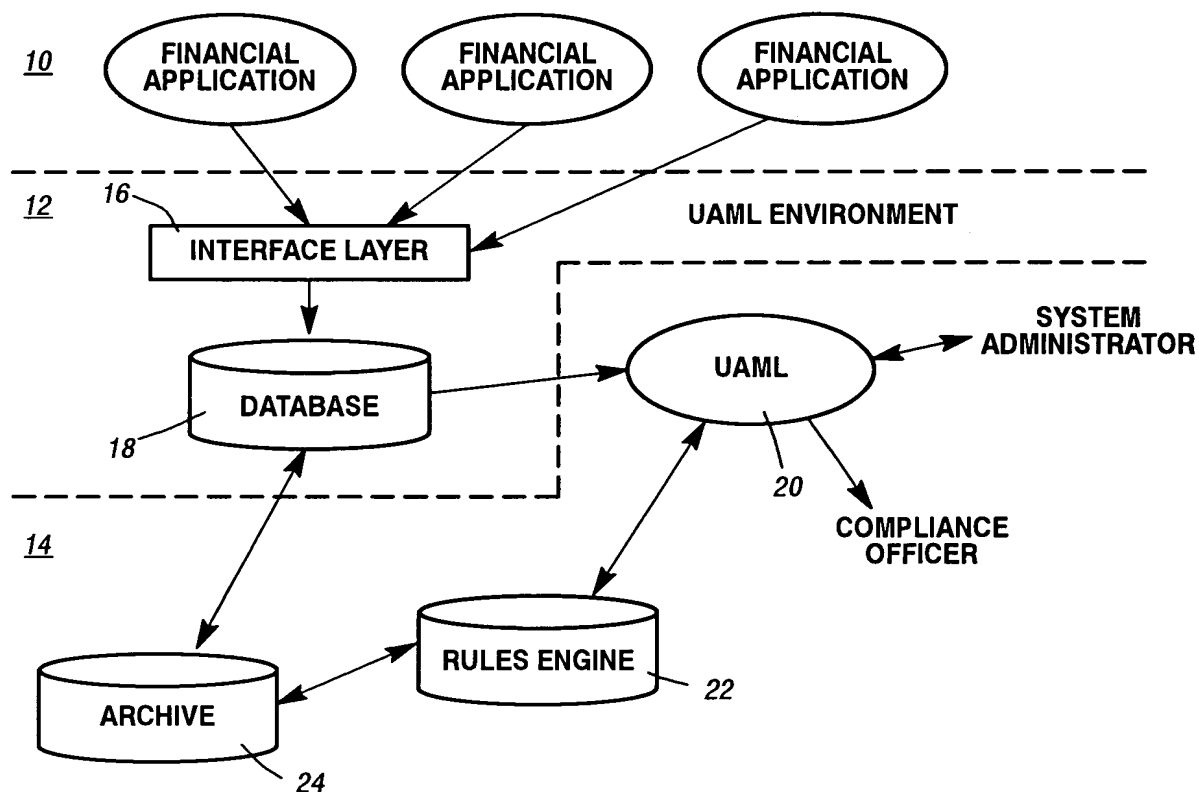 10
FINANCIAL
APPLICATION
FINANCIAL
APPLICATION
FINANCIAL
APPLICATION
12
16
UAML ENVIRONMENT
INTERFACE LAYER
SYSTEM
ADMINISTRATOR
UAML
DATABASE
18
20
COMPLIANCE
OFFICER
14
RULES ENGINE
22
ARCHIVE
24